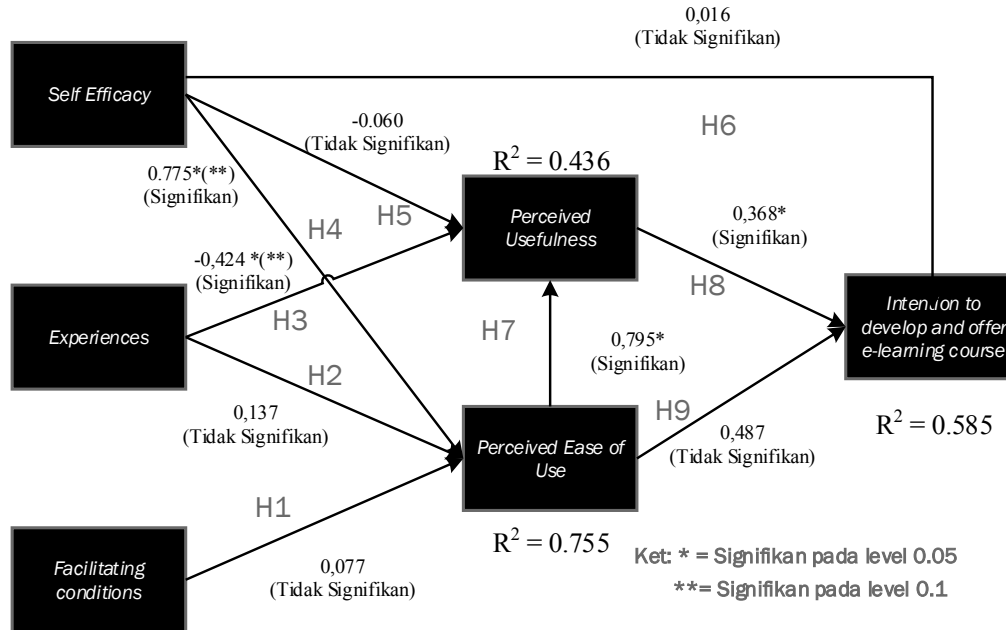 0,016
(Tidak Signifikan)
Self Efficacy
-0.060
(Tidak Signifikan)
H6
R² = 0.436
0.775*(**)
(Signifikan)
H4
H5
Perceived
Usefulness
0,368*
(Signifikan)
-0,424 *(**)
(Signifikan)
H8
Experiences
H3
H7
Intention to
develop and offer
e-learning course
H2
0,795*
(Signifikan)
0,137
(Tidak Signifikan)
H9
R² = 0.585
Perceived Ease of
Use
0,487
(Tidak Signifikan)
H1
R² = 0.755
Facilitating
conditions
0,077
(Tidak Signifikan)
Ket: * = Signifikan pada level 0.05
**= Signifikan pada level 0.1